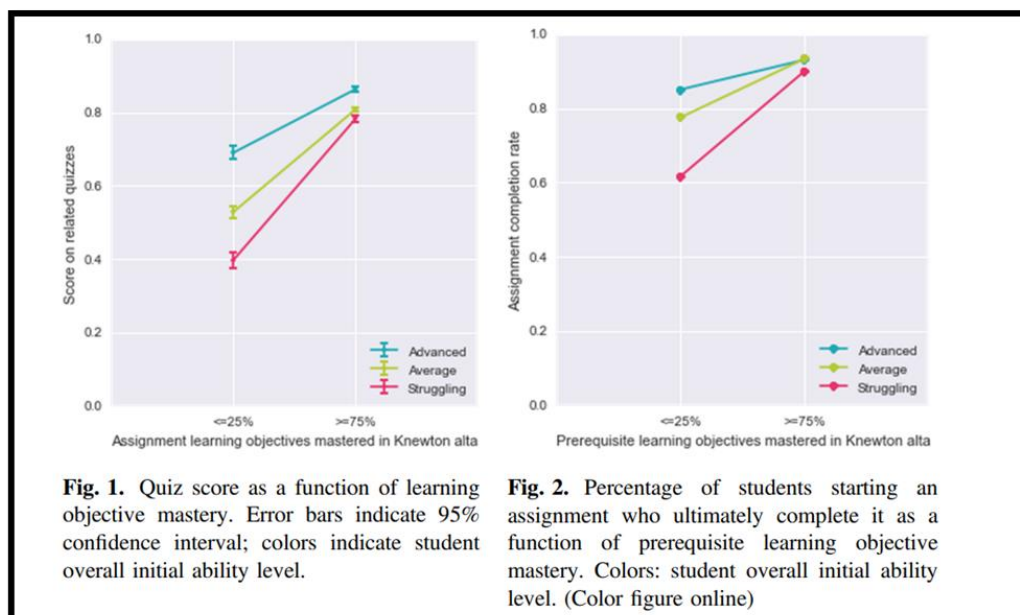 1.0
0.8
0.6
0.4
0.2
0.0
Score on related quizzes
Advanced
Average
Struggling
<=25%
>=75%
Assignment learning objectives mastered in Knewton alta
Fig. 1. Quiz score as a function of learning
objective mastery. Error bars indicate 95%
confidence interval; colors indicate student
overall initial ability level.
1.0
0.8
0.6
0.4
0.2
0.0
Assignment completion rate
Advanced
Average
Struggling
<=25%
>=75%
Prerequisite learning objectives mastered in Knewton alta
Fig. 2. Percentage of students starting an
assignment who ultimately complete it as a
function of prerequisite learning objective
mastery. Colors: student overall initial ability
level. (Color figure online)